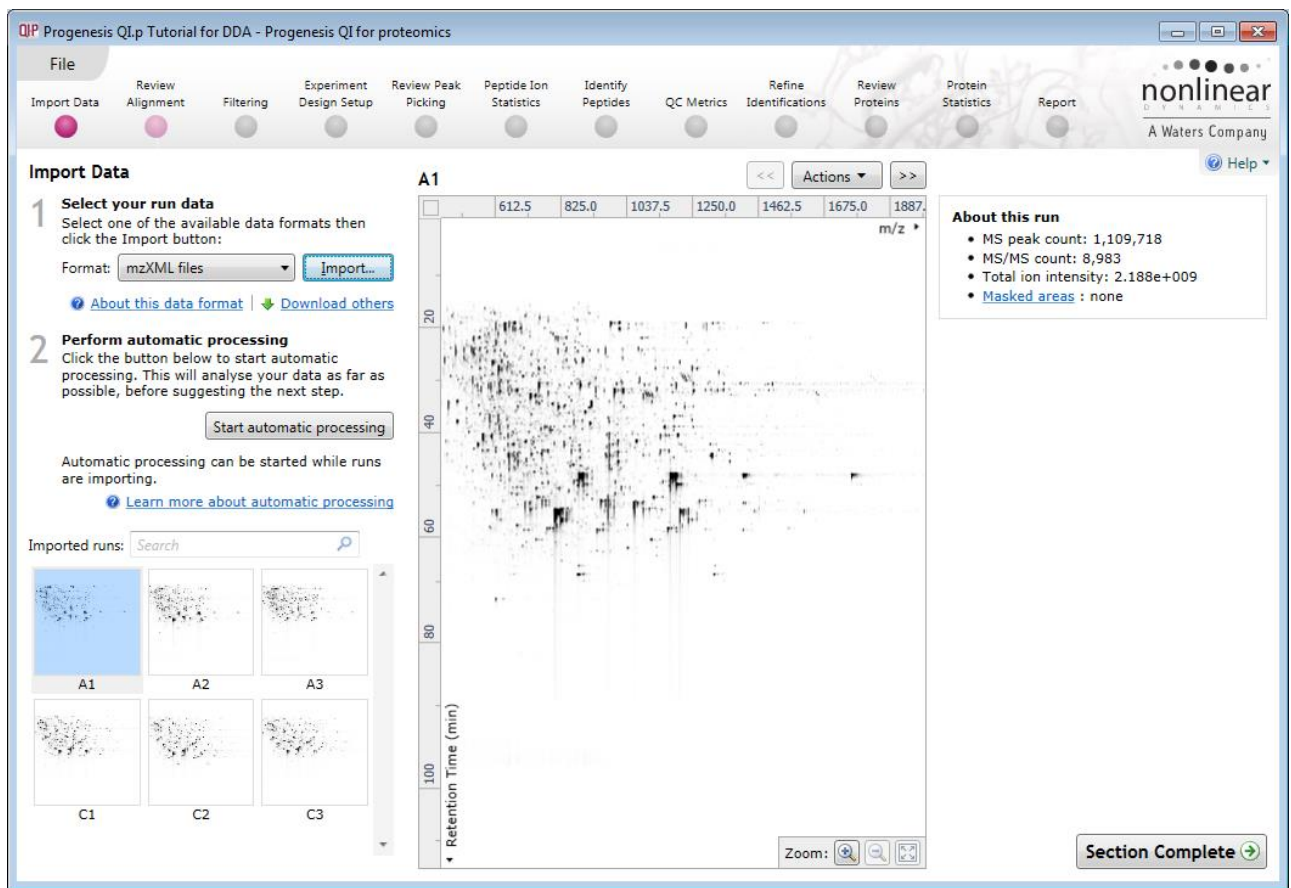 QIP Progenesis QI.p Tutorial for DDA - Progenesis QI for proteomics
File
Import Data
Review Alignment
Filtering
Experiment Design Setup
Review Peak Picking
Peptide Ion Statistics
Identify Peptides
QC Metrics
Refine Identifications
Review Proteins
Protein Statistics
Report
nonlinear
DYNAMICS
A Waters Company
Help
Import Data
1 Select your run data
Select one of the available data formats then
click the Import button:
Format: mzXML files Import...
About this data format | Download others
2 Perform automatic processing
Click the button below to start automatic
processing. This will analyse your data as far as
possible, before suggesting the next step.
Start automatic processing
Automatic processing can be started while runs
are importing.
Learn more about automatic processing
Imported runs: Search
A1 A2 A3
C1 C2 C3
A1 << Actions >>
612.5 825.0 1037.5 1250.0 1462.5 1675.0 1887.
m/z
20
40
60
80
100
Retention Time (min)
Zoom:
About this run
• MS peak count: 1,109,718
• MS/MS count: 8,983
• Total ion intensity: 2.188e+009
• Masked areas : none
Section Complete